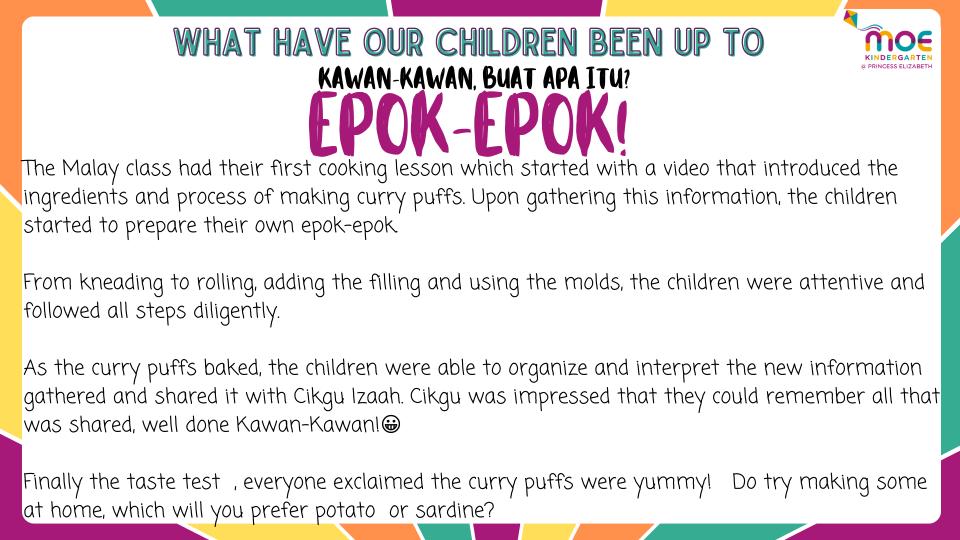 WHAT HAVE OUR CHILDREN BEEN UP TO
moe
KINDERGARTEN
@ PRINCESS ELIZABETH
KAWAN-KAWAN, BUAT APA ITU?
EPOK-EPOK!
The Malay class had their first cooking lesson which started with a video that introduced the
ingredients and process of making curry puffs. Upon gathering this information, the children
started to prepare their own epok-epok.
From kneading to rolling, adding the filling and using the molds, the children were attentive and
followed all steps diligently.
As the curry puffs baked, the children were able to organize and interpret the new information
gathered and shared it with Cikgu Izaah. Cikgu was impressed that they could remember all that
was shared, well done Kawan-Kawan!😀
Finally the taste test , everyone exclaimed the curry puffs were yummy! Do try making some
at home, which will you prefer potato or sardine?